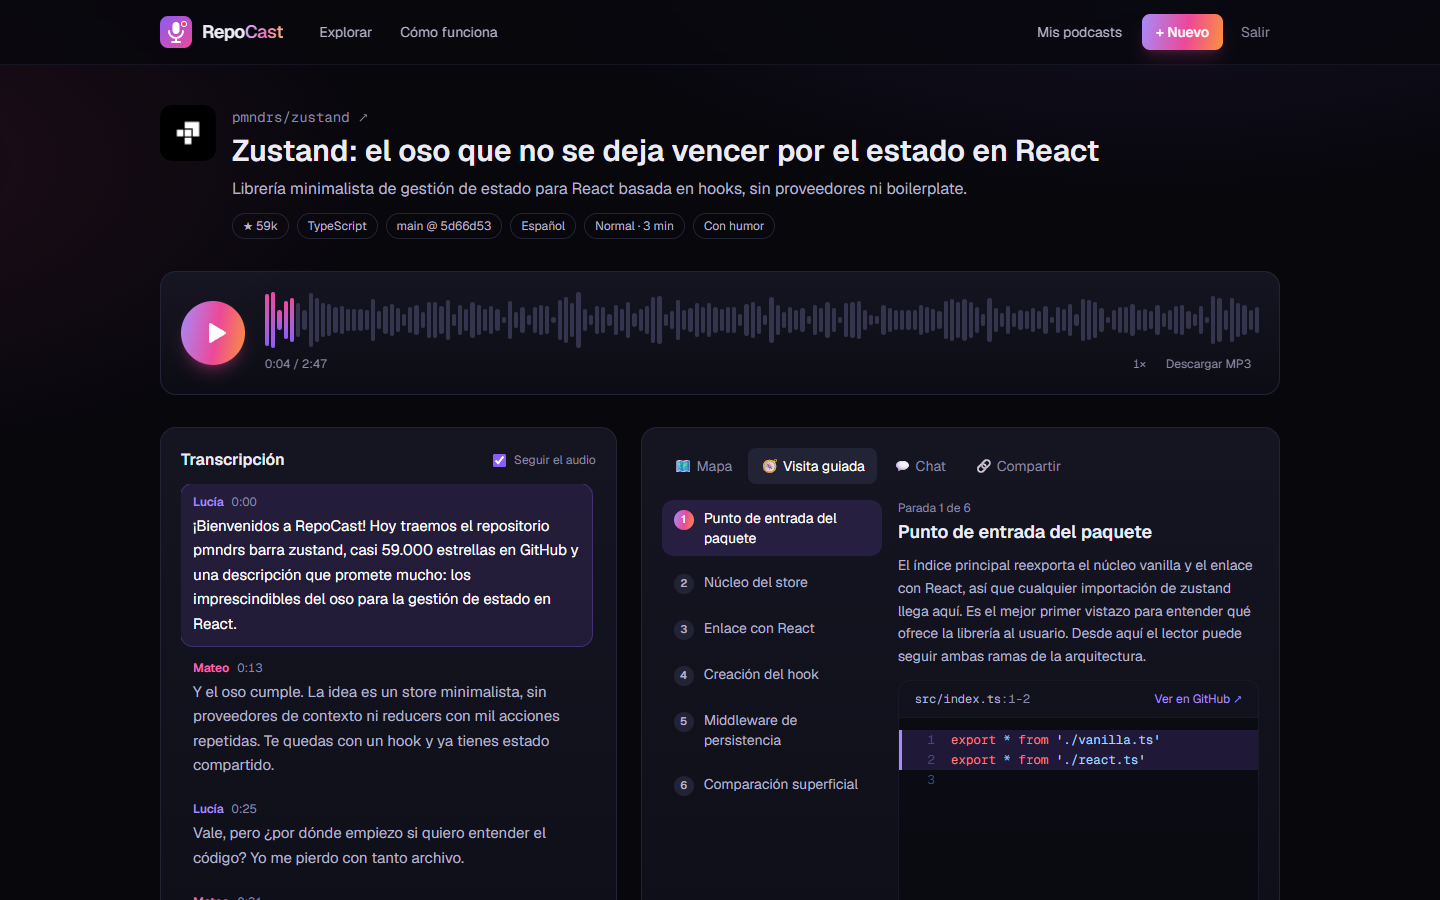 RepoCast
Explorar
Cómo funciona
Mis podcasts
+ Nuevo
Salir
pmndrs/zustand ↗
Zustand: el oso que no se deja vencer por el estado en React
Librería minimalista de gestión de estado para React basada en hooks, sin proveedores ni boilerplate.
★ 59k
TypeScript
main @ 5d66d53
Español
Normal · 3 min
Con humor
0:04 / 2:47
1×
Descargar MP3
Transcripción
Seguir el audio
Lucía 0:00
¡Bienvenidos a RepoCast! Hoy traemos el repositorio
pmndrs barra zustand, casi 59.000 estrellas en GitHub y
una descripción que promete mucho: los
imprescindibles del oso para la gestión de estado en
React.
Mateo 0:13
Y el oso cumple. La idea es un store minimalista, sin
proveedores de contexto ni reducers con mil acciones
repetidas. Te quedas con un hook y ya tienes estado
compartido.
Lucía 0:25
Vale, pero ¿por dónde empiezo si quiero entender el
código? Yo me pierdo con tanto archivo.
Mapa
Visita guiada
Chat
Compartir
1 Punto de entrada del
paquete
2 Núcleo del store
3 Enlace con React
4 Creación del hook
5 Middleware de
persistencia
6 Comparación superficial
Parada 1 de 6
Punto de entrada del paquete
El índice principal reexporta el núcleo vanilla y el enlace
con React, así que cualquier importación de zustand
llega aquí. Es el mejor primer vistazo para entender qué
ofrece la librería al usuario. Desde aquí el lector puede
seguir ambas ramas de la arquitectura.
src/index.ts:1-2
Ver en GitHub ↗
1 export * from './vanilla.ts'
2 export * from './react.ts'
3